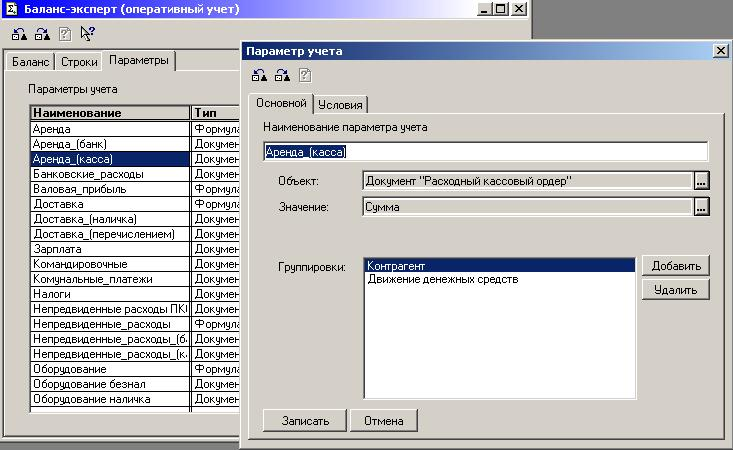 Баланс-эксперт (оперативный учет)
Баланс Строки Параметры
Параметры учета
Наименование Тип
Аренда Формула
Аренда_(банк) Докумен
Аренда_(касса) Докумен
Банковские_расходы Докумен
Валовая_прибыль Формула
Доставка Формула
Доставка_(наличка) Докумен
Доставка_(перечислением) Докумен
Зарплата Докумен
Командировочные Докумен
Комунальные_платежи Докумен
Налоги Докумен
Непредвиденные расходы ПКО Докумен
Непредвиденные_расходы Формула
Непредвиденные_расходы_(ба Докумен
Непредвиденные_расходы_(ка Докумен
Оборудование Формула
Оборудование безнал Докумен
Оборудование наличка Докумен
Параметр учета
Основной Условия
Наименование параметра учета
Аренда_(касса)
Объект: Документ "Расходный кассовый ордер" ...
Значение: Сумма ...
Группировки: Контрагент
Движение денежных средств
Добавить
Удалить
Записать Отмена